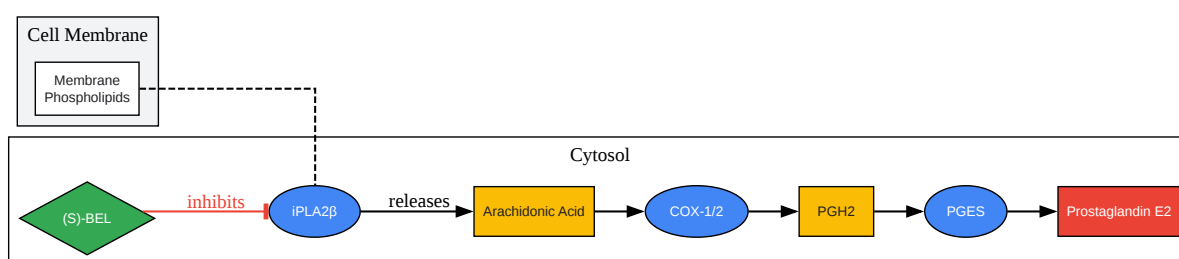 Cell Membrane
Membrane
Phospholipids
Cytosol
(S)-BEL
inhibits
iPLA2β
releases
Arachidonic Acid
COX-1/2
PGH2
PGES
Prostaglandin E2